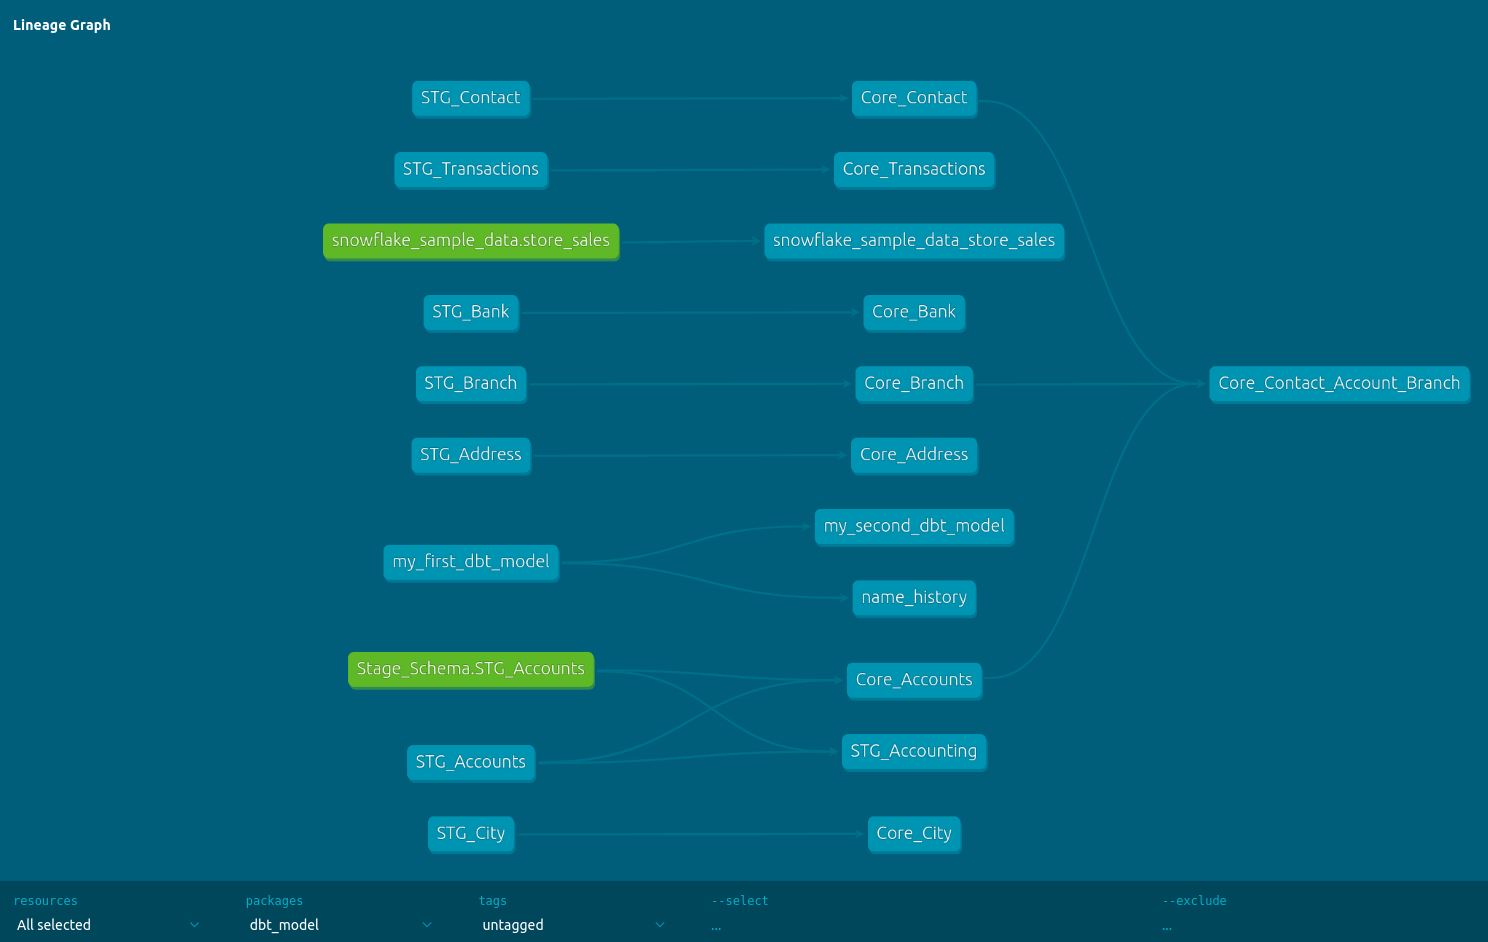 Lineage Graph
STG_Contact
Core_Contact
STG_Transactions
Core_Transactions
snowflake_sample_data.store_sales
snowflake_sample_data_store_sales
STG_Bank
Core_Bank
STG_Branch
Core_Branch
Core_Contact_Account_Branch
STG_Address
Core_Address
my_second_dbt_model
my_first_dbt_model
name_history
Stage_Schema.STG_Accounts
Core_Accounts
STG_Accounting
STG_Accounts
STG_City
Core_City
resources packages tags --select --exclude
All selected dbt_model untagged ... ...